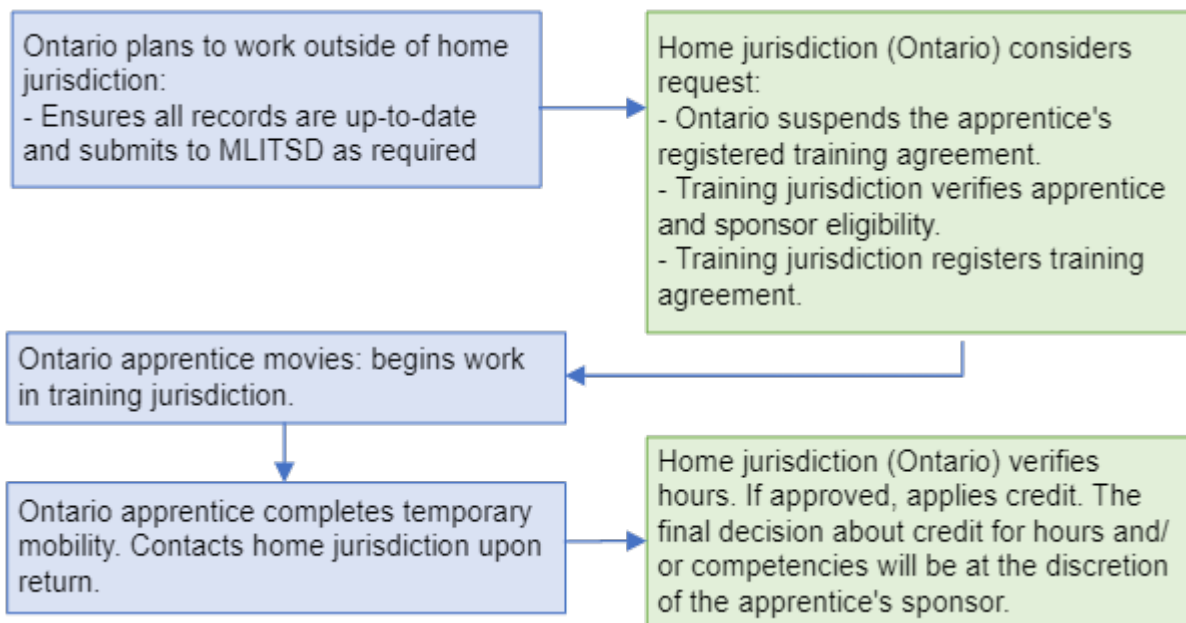 Ontario plans to work outside of home
jurisdiction:
- Ensures all records are up-to-date
and submits to MLITSD as required
Home jurisdiction (Ontario) considers
request:
- Ontario suspends the apprentice's
registered training agreement.
- Training jurisdiction verifies apprentice
and sponsor eligibility.
- Training jurisdiction registers training
agreement.
Ontario apprentice movies: begins work
in training jurisdiction.
Ontario apprentice completes temporary
mobility. Contacts home jurisdiction upon
return.
Home jurisdiction (Ontario) verifies
hours. If approved, applies credit. The
final decision about credit for hours and/
or competencies will be at the discretion
of the apprentice's sponsor.